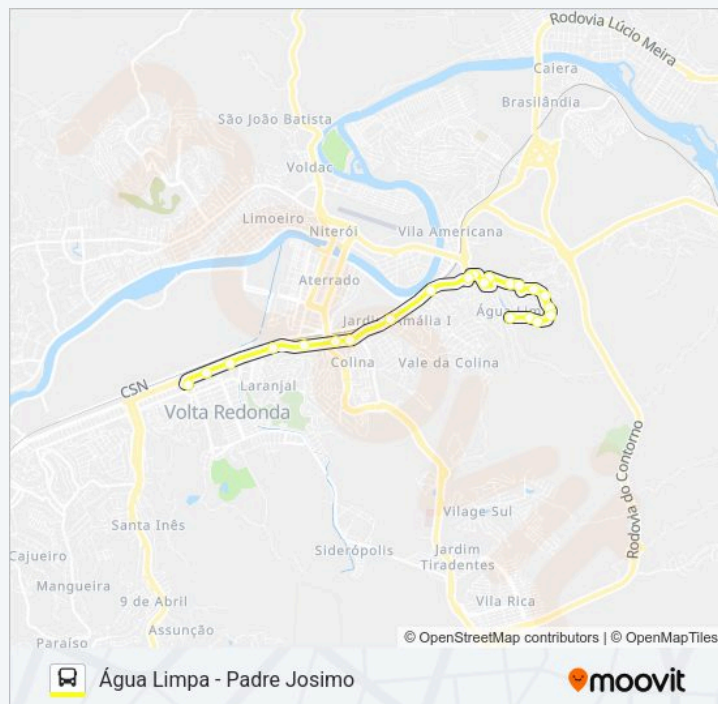 Rodovia Lúcio Meira
Caiera
Brasilândia
São João Batista
Voldac
Limoeiro
Niterói
Vila Americana
Aterrado
Água Lim
Jardim Amália I
Colina
Vale da Colina
CSN
Laranjal
Volta Redonda
Rodovia do Contorno
Vilage Sul
Santa Inês
Siderópolis
Jardim
Tiradentes
Cajueiro
Mangueira
9 de Abril
Vila Rica
Assunção
Paraíso
© OpenStreetMap contributors | © OpenMapTiles
Água Limpa - Padre Josimo
moovit